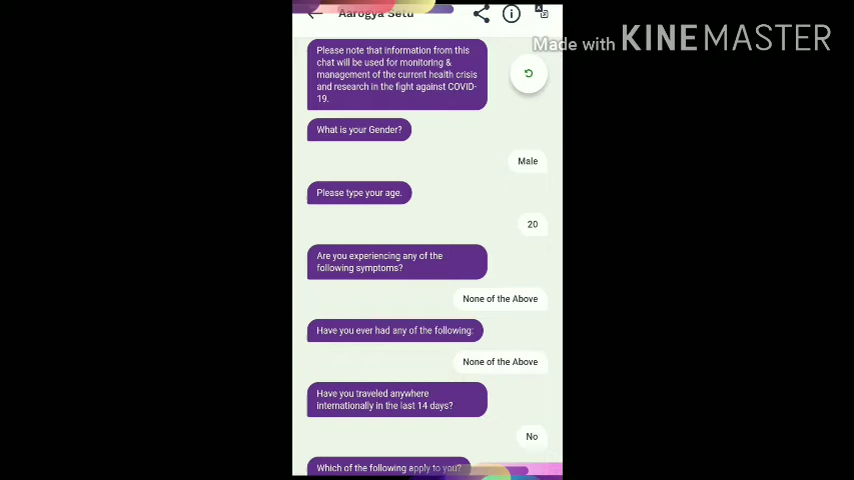 Aarogya Setu
Made with KINEMASTER
Please note that information from this
chat will be used for monitoring &
management of the current health crisis
and research in the fight against COVID-
19.
What is your Gender?
Male
Please type your age.
20
Are you experiencing any of the
following symptoms?
None of the Above
Have you ever had any of the following:
None of the Above
Have you traveled anywhere
internationally in the last 14 days?
No
Which of the following apply to you?